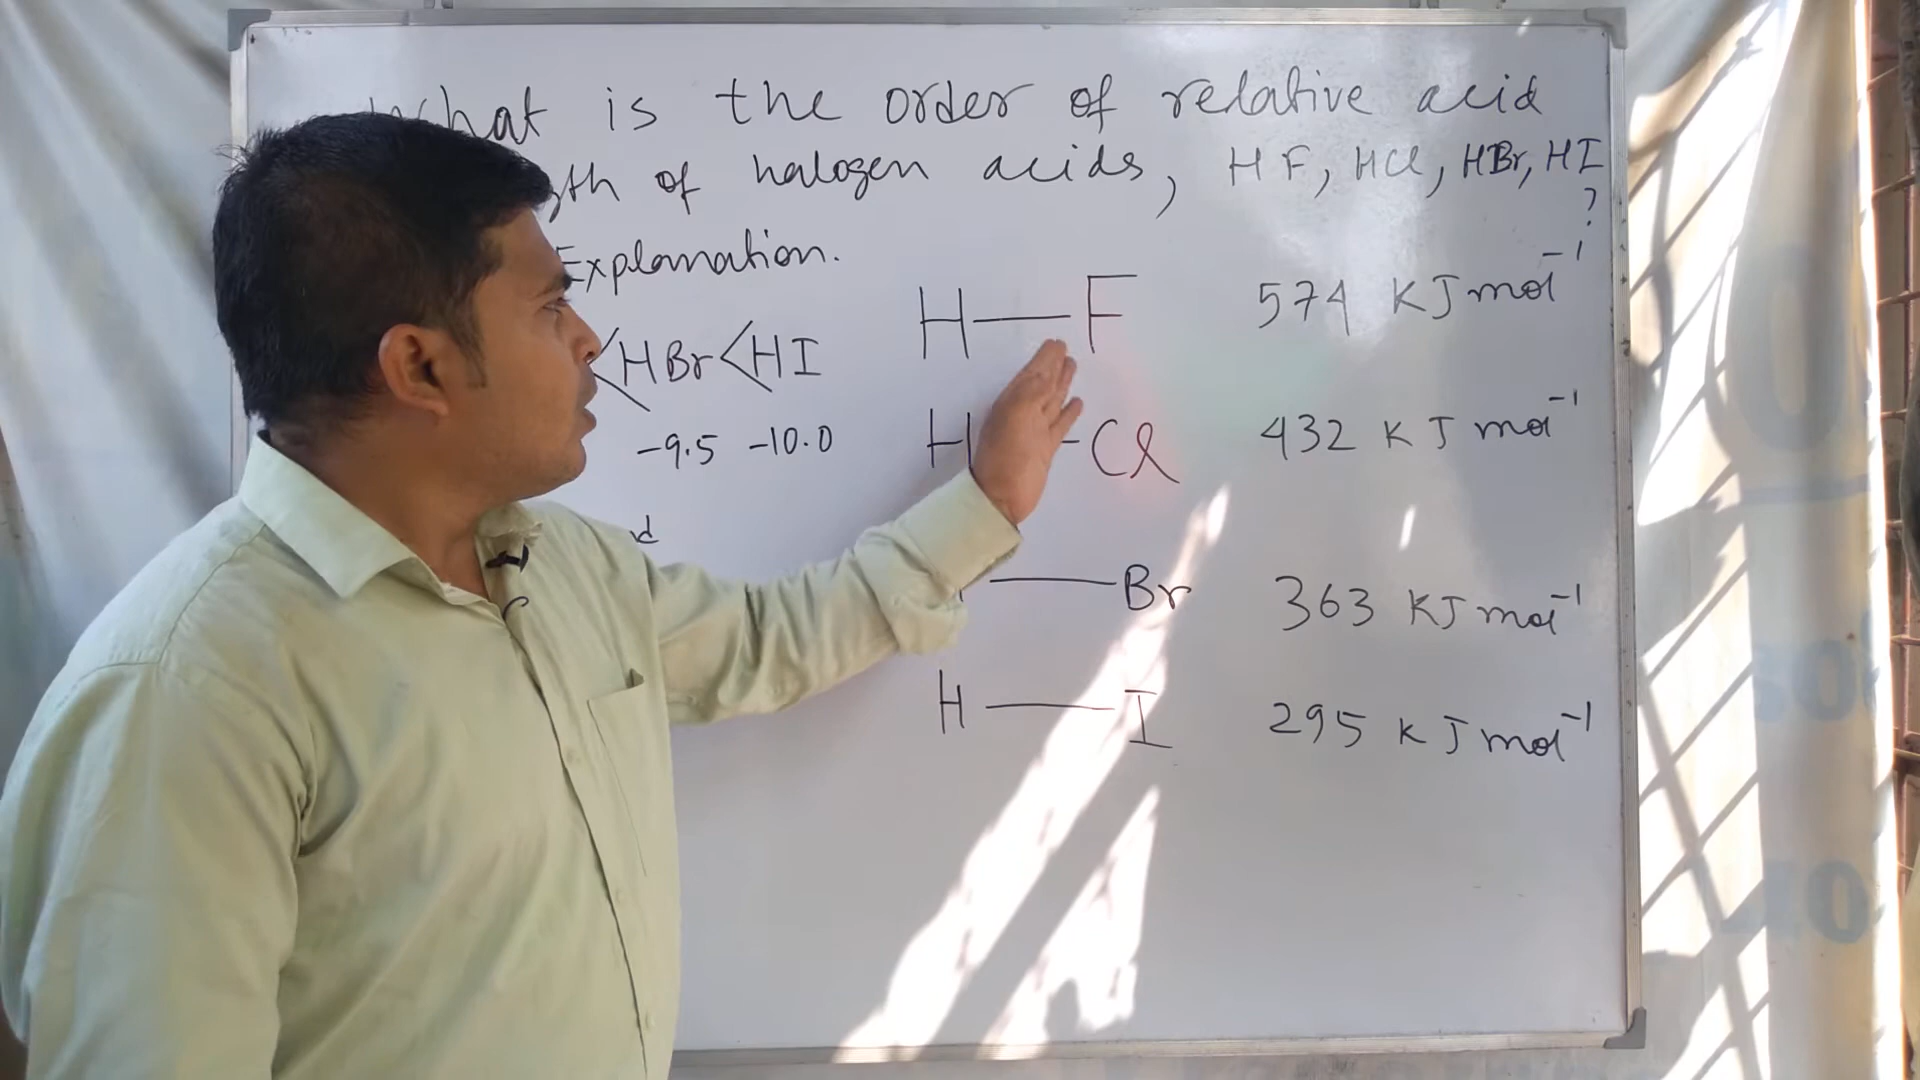 What is the order of relative acid
gth of halogen acids, HF, HCl, HBr, HI
?
Explanation.
<HBr<HI
-9.5 -10.0
H—F 574 KJ mol⁻¹
H—Cl 432 KJ mol⁻¹
—Br 363 KJ mol⁻¹
H—I 295 KJ mol⁻¹